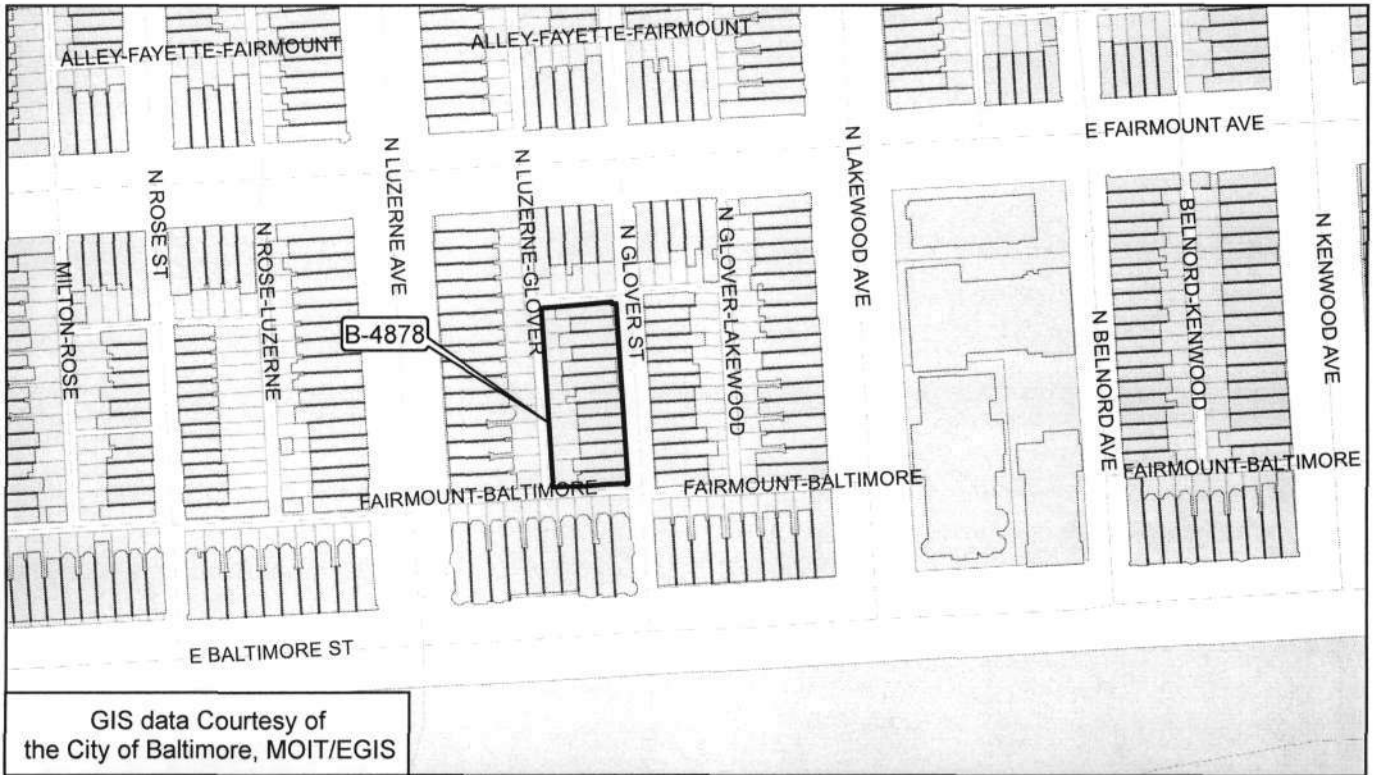 ALLEY-FAYETTE-FAIRMOUNT
ALLEY-FAYETTE-FAIRMOUNT
E FAIRMOUNT AVE
N ROSE ST
N LUZERNE AVE
N LUZERNE-GLOVER
N LAKEWOOD AVE
MILTON-ROSE
N ROSE-LUZERNE
N GLOVER ST
N GLOVER-LAKEWOOD
BELNORD-KENWOOD
N KENWOOD AVE
N BELNORD AVE
B-4878
FAIRMOUNT-BALTIMORE
FAIRMOUNT-BALTIMORE
FAIRMOUNT-BALTIMORE
E BALTIMORE ST
GIS data Courtesy of
the City of Baltimore, MOIT/EGIS